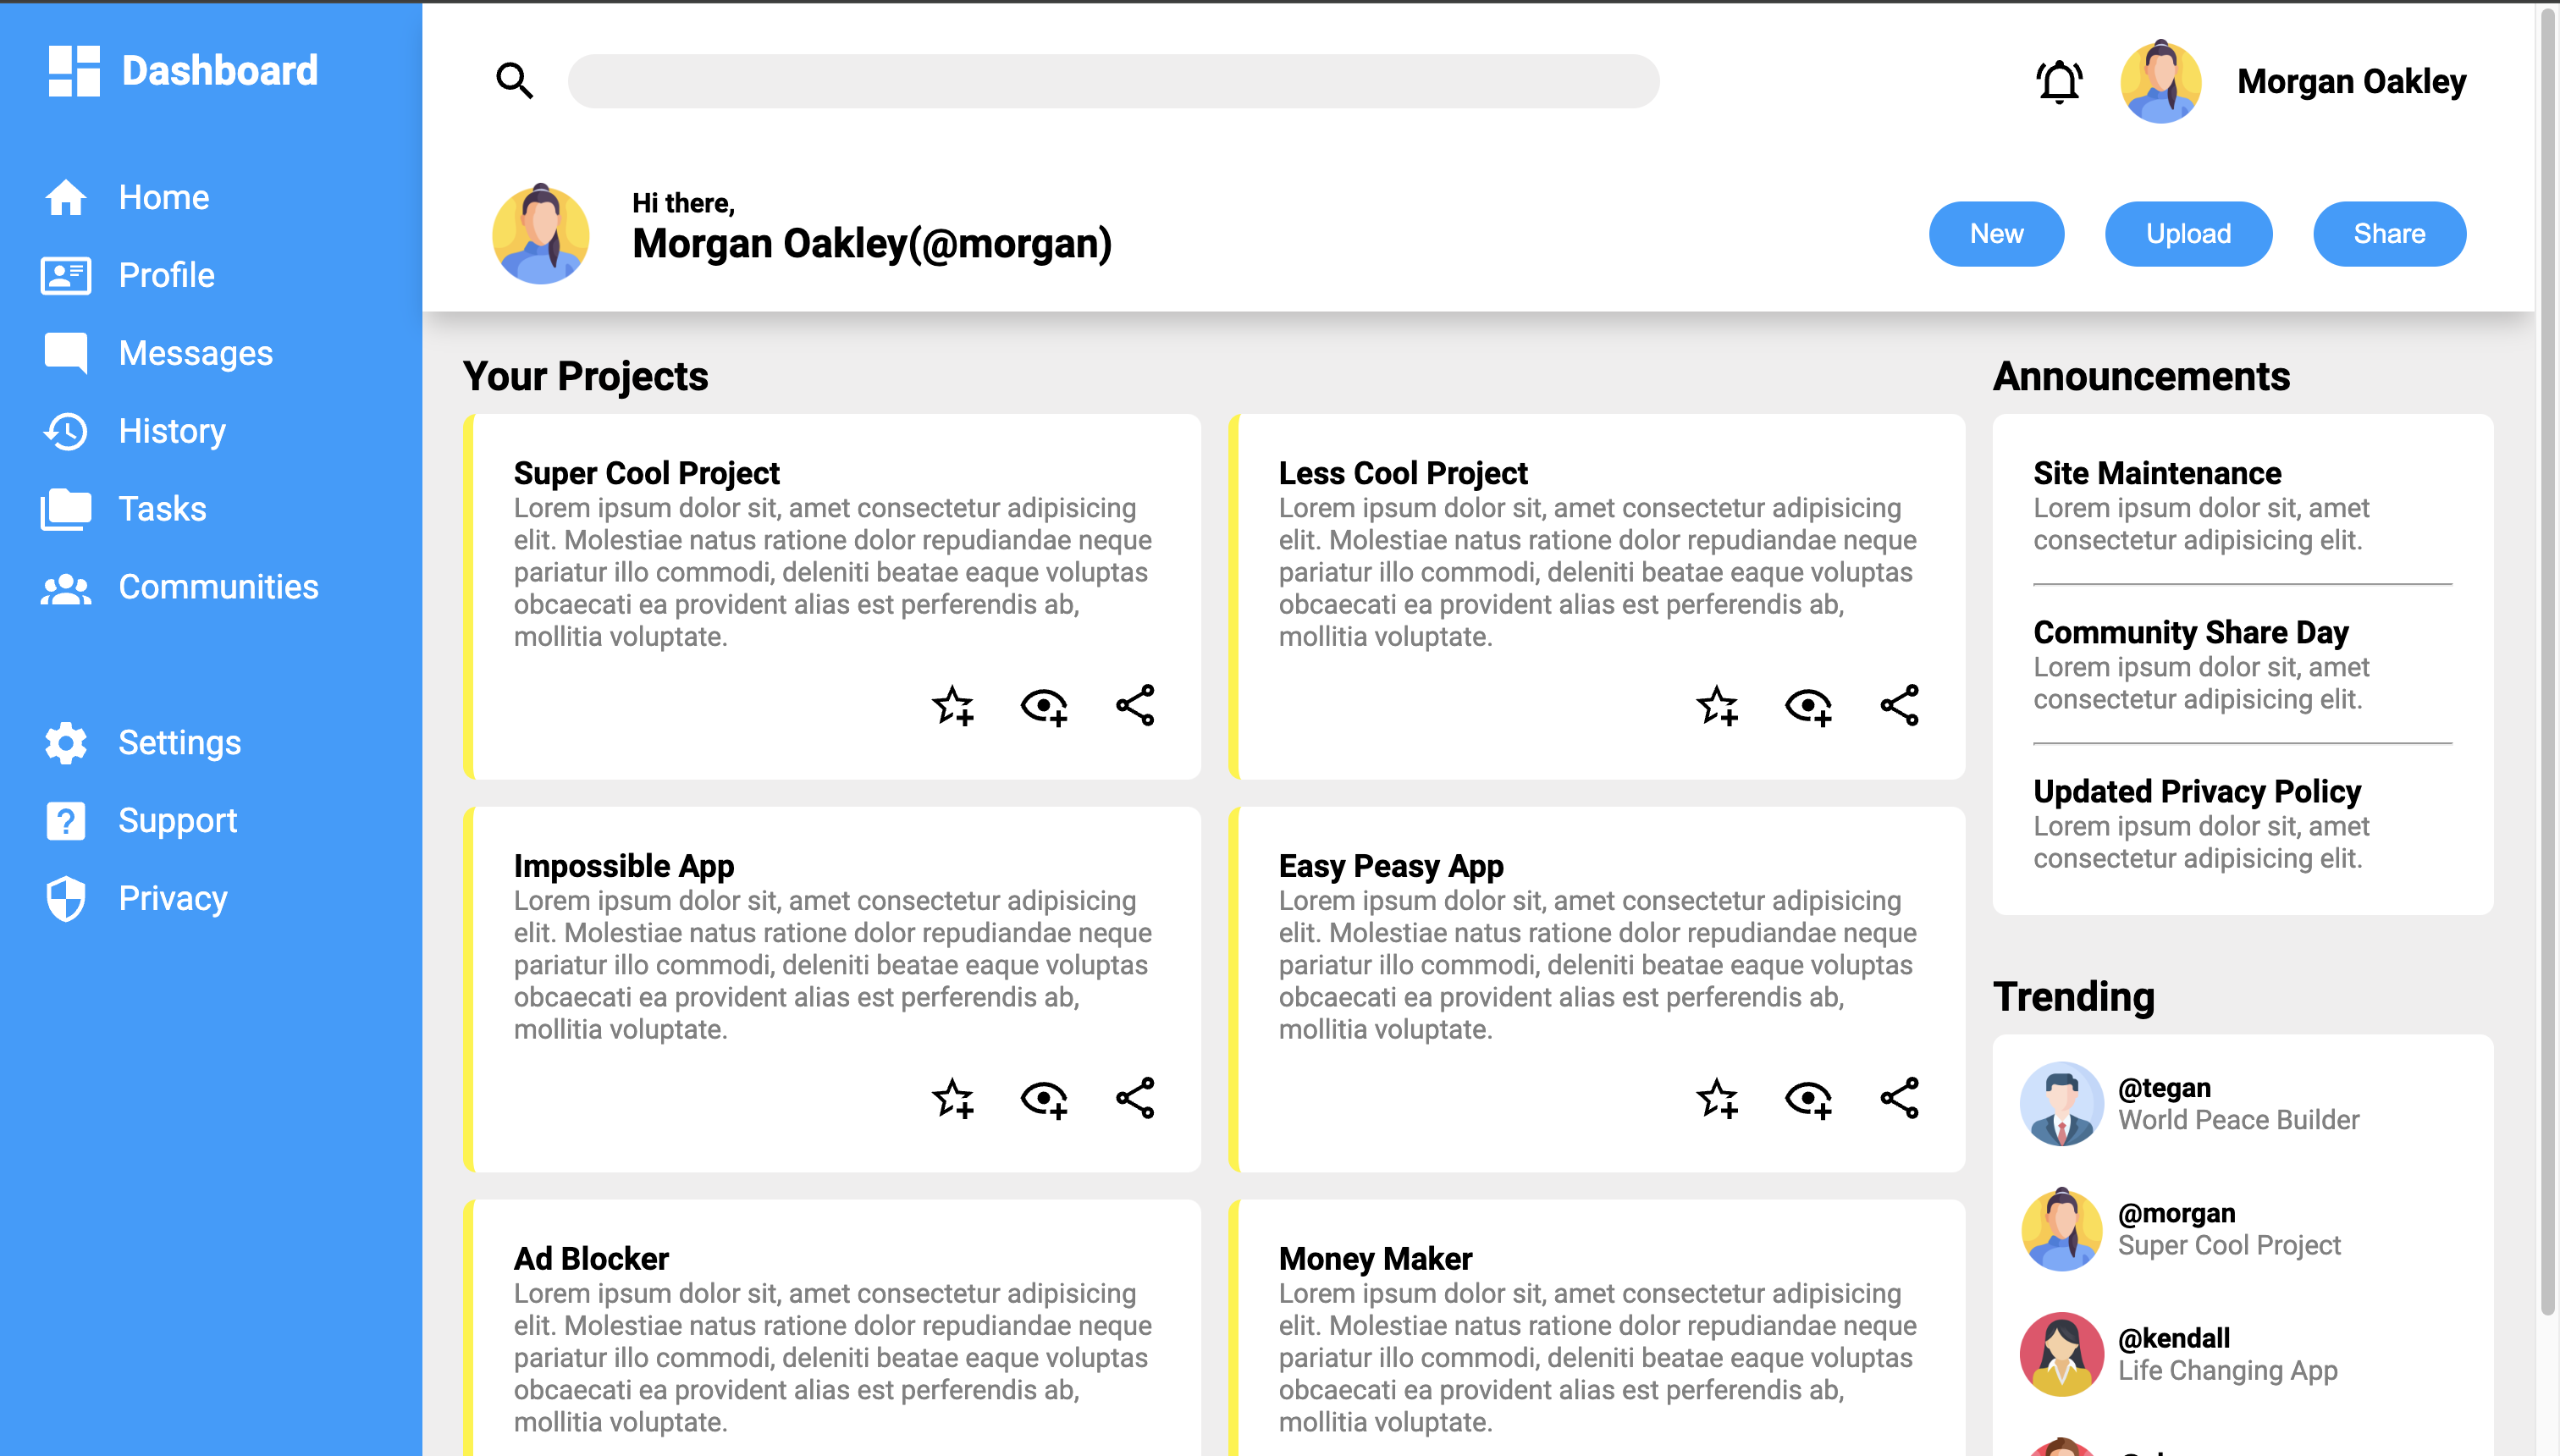 Dashboard
Home
Profile
Messages
History
Tasks
Communities
Settings
Support
Privacy
Morgan Oakley
Hi there,
Morgan Oakley(@morgan)
New
Upload
Share
Your Projects
Super Cool Project
Lorem ipsum dolor sit, amet consectetur adipisicing
elit. Molestiae natus ratione dolor repudiandae neque
pariatur illo commodi, deleniti beatae eaque voluptas
obcaecati ea provident alias est perferendis ab,
mollitia voluptate.
Less Cool Project
Lorem ipsum dolor sit, amet consectetur adipisicing
elit. Molestiae natus ratione dolor repudiandae neque
pariatur illo commodi, deleniti beatae eaque voluptas
obcaecati ea provident alias est perferendis ab,
mollitia voluptate.
Impossible App
Lorem ipsum dolor sit, amet consectetur adipisicing
elit. Molestiae natus ratione dolor repudiandae neque
pariatur illo commodi, deleniti beatae eaque voluptas
obcaecati ea provident alias est perferendis ab,
mollitia voluptate.
Easy Peasy App
Lorem ipsum dolor sit, amet consectetur adipisicing
elit. Molestiae natus ratione dolor repudiandae neque
pariatur illo commodi, deleniti beatae eaque voluptas
obcaecati ea provident alias est perferendis ab,
mollitia voluptate.
Ad Blocker
Lorem ipsum dolor sit, amet consectetur adipisicing
elit. Molestiae natus ratione dolor repudiandae neque
pariatur illo commodi, deleniti beatae eaque voluptas
obcaecati ea provident alias est perferendis ab,
mollitia voluptate.
Money Maker
Lorem ipsum dolor sit, amet consectetur adipisicing
elit. Molestiae natus ratione dolor repudiandae neque
pariatur illo commodi, deleniti beatae eaque voluptas
obcaecati ea provident alias est perferendis ab,
mollitia voluptate.
Announcements
Site Maintenance
Lorem ipsum dolor sit, amet
consectetur adipisicing elit.
Community Share Day
Lorem ipsum dolor sit, amet
consectetur adipisicing elit.
Updated Privacy Policy
Lorem ipsum dolor sit, amet
consectetur adipisicing elit.
Trending
@tegan
World Peace Builder
@morgan
Super Cool Project
@kendall
Life Changing App